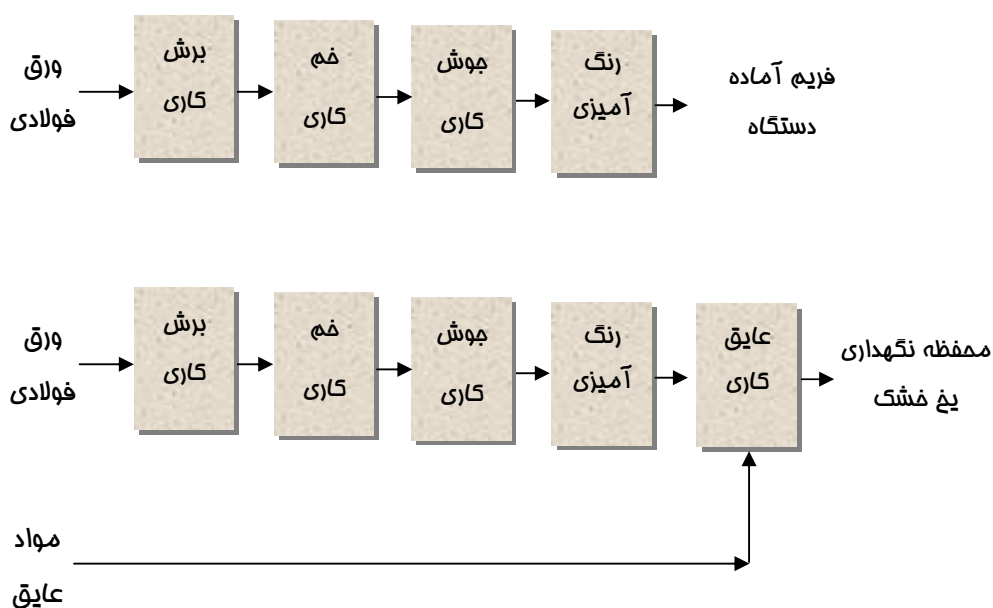 ورق
فولادی
برش
کاری
خم
کاری
جوش
کاری
رنگ
آمیزی
فریم آماده
دستگاه
ورق
فولادی
برش
کاری
خم
کاری
جوش
کاری
رنگ
آمیزی
عایق
کاری
محفظه نگهداری
یخ خشک
مواد
عایق